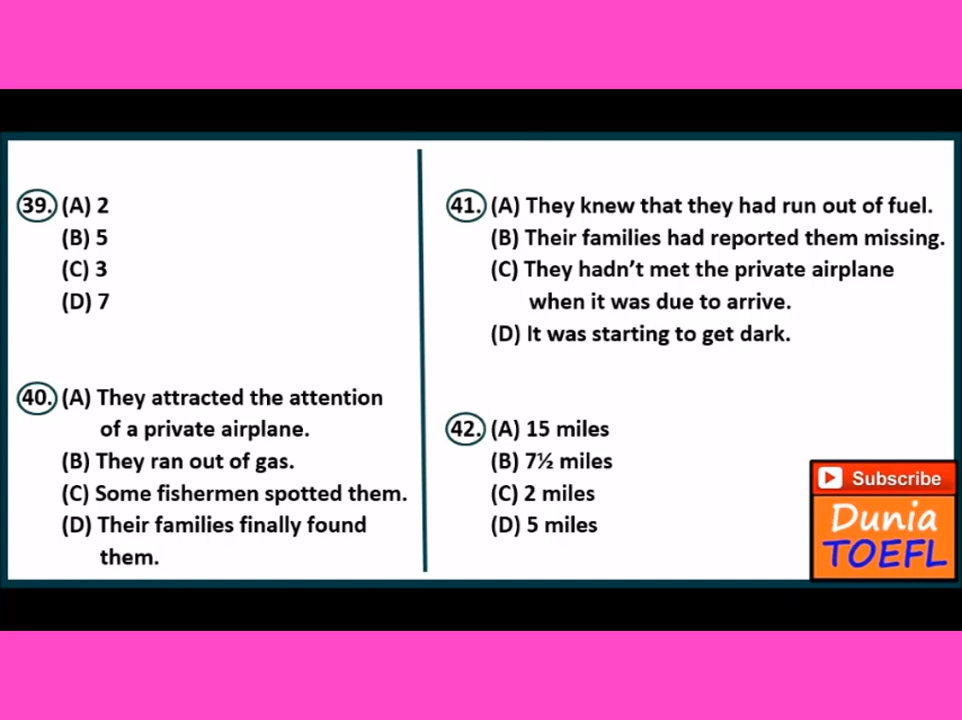 39. (A) 2
(B) 5
(C) 3
(D) 7
40. (A) They attracted the attention
of a private airplane.
(B) They ran out of gas.
(C) Some fishermen spotted them.
(D) Their families finally found
them.
41. (A) They knew that they had run out of fuel.
(B) Their families had reported them missing.
(C) They hadn’t met the private airplane
when it was due to arrive.
(D) It was starting to get dark.
42. (A) 15 miles
(B) 7½ miles
(C) 2 miles
(D) 5 miles
Subscribe
Dunia
TOEFL